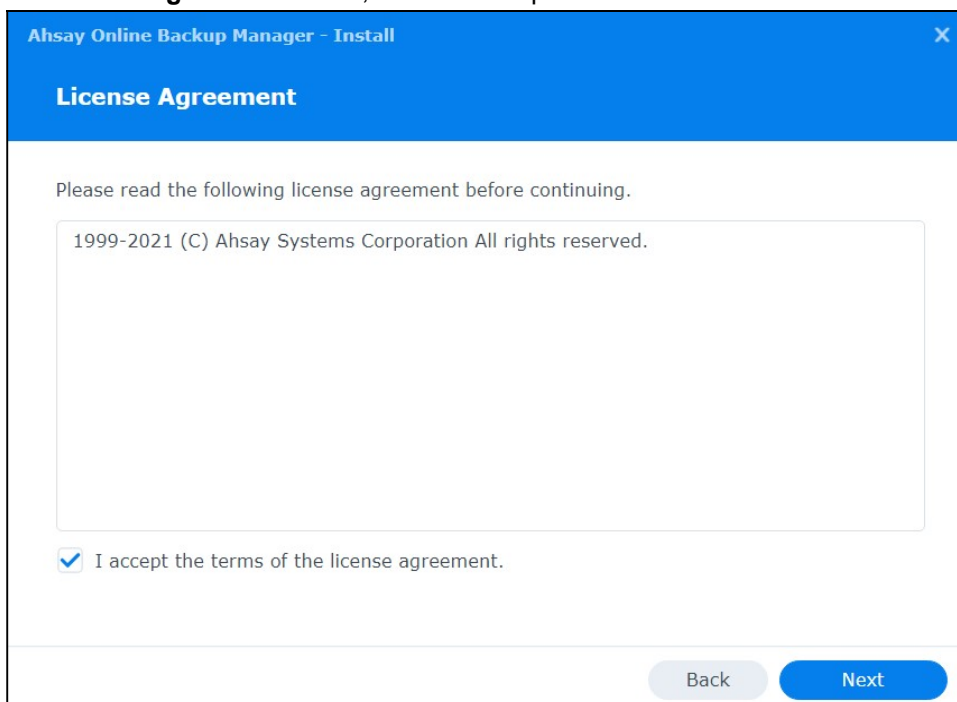 Ahsay Online Backup Manager - Install
License Agreement
Please read the following license agreement before continuing.
1999-2021 (C) Ahsay Systems Corporation All rights reserved.
I accept the terms of the license agreement.
Back
Next